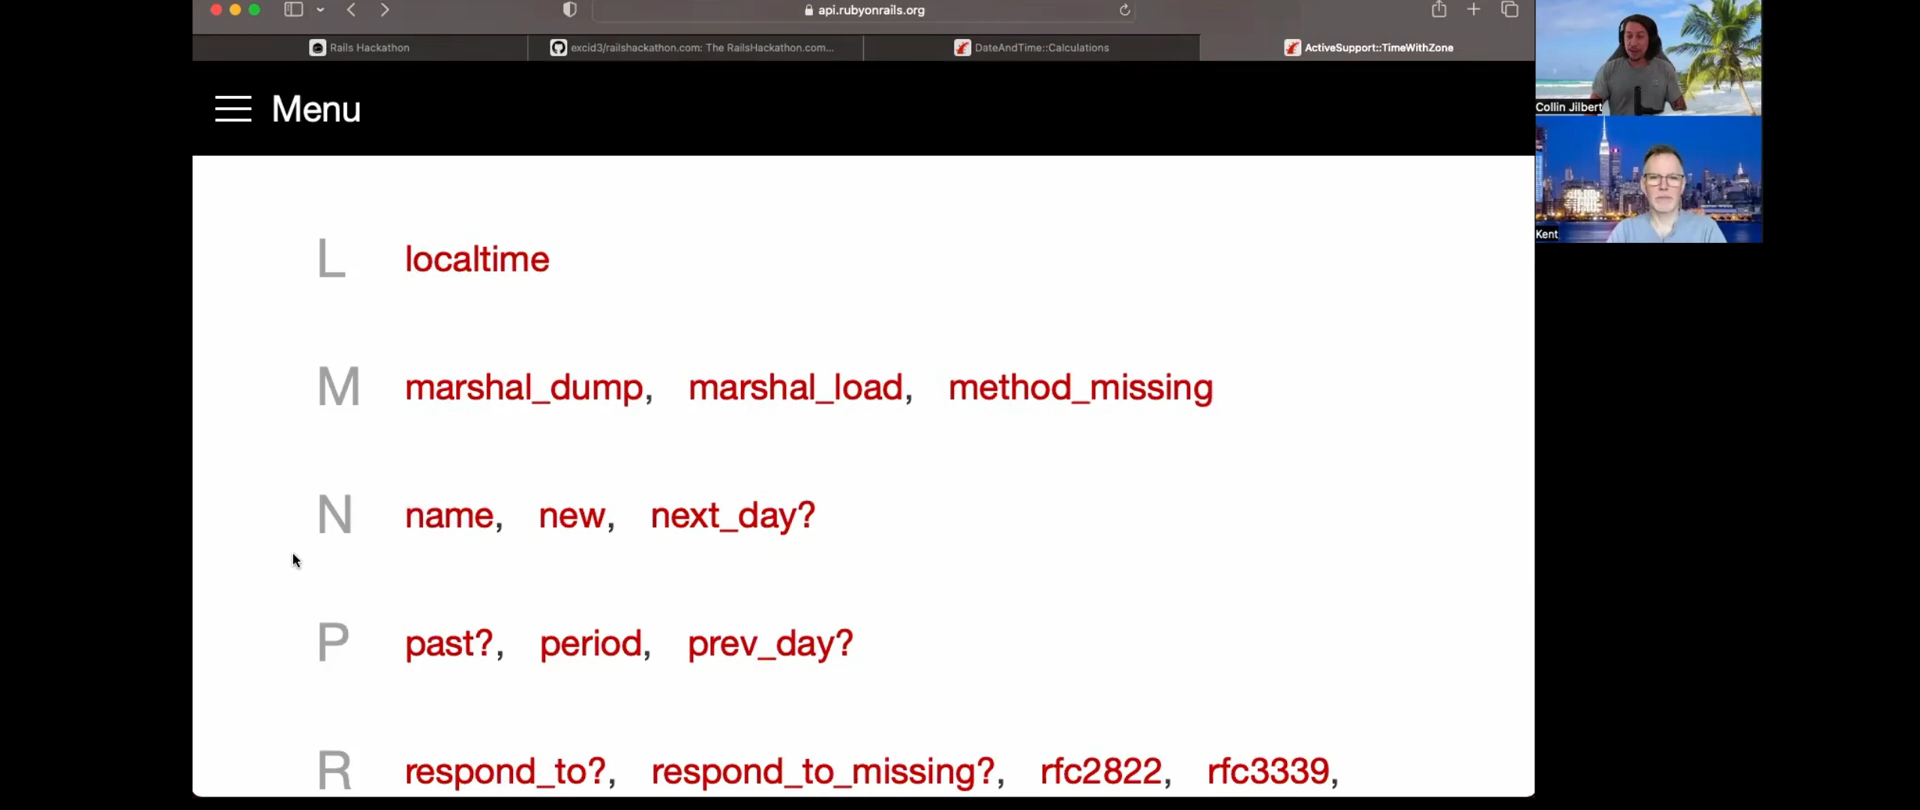 api.rubyonrails.org
Rails Hackathon
excid3/railshackathon.com: The RailsHackathon.com...
DateAndTime::Calculations
ActiveSupport::TimeWithZone
Menu
Collin Jilbert
Kent
L localtime
M marshal_dump, marshal_load, method_missing
N name, new, next_day?
P past?, period, prev_day?
R respond_to?, respond_to_missing?, rfc2822, rfc3339,